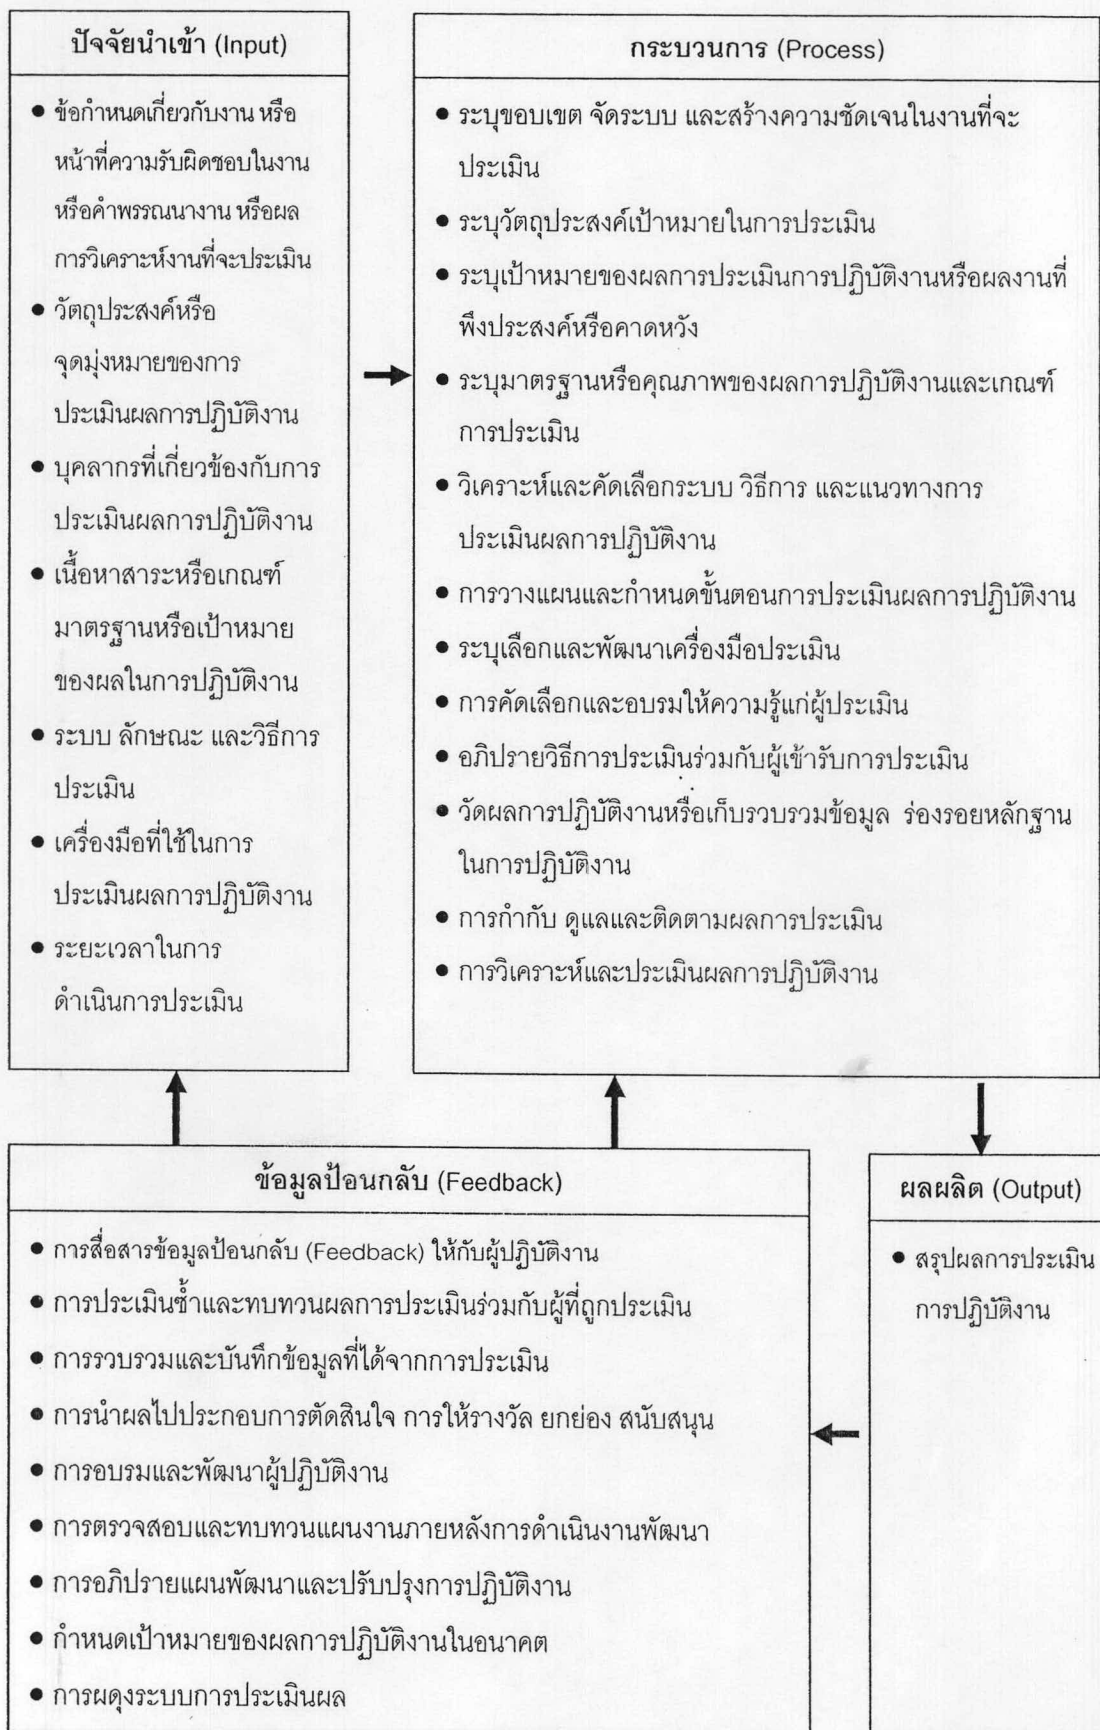 ปัจจัยนำเข้า (Input)
● ข้อกำหนดเกี่ยวกับงาน หรือ
หน้าที่ความรับผิดชอบในงาน
หรือคำพรรณนางาน หรือผล
การวิเคราะห์งานที่จะประเมิน
● วัตถุประสงค์หรือ
จุดมุ่งหมายของการ
ประเมินผลการปฏิบัติงาน
● บุคลากรที่เกี่ยวข้องกับการ
ประเมินผลการปฏิบัติงาน
● เนื้อหาสาระหรือเกณฑ์
มาตรฐานหรือเป้าหมาย
ของผลในการปฏิบัติงาน
● ระบบ ลักษณะ และวิธีการ
ประเมิน
● เครื่องมือที่ใช้ในการ
ประเมินผลการปฏิบัติงาน
● ระยะเวลาในการ
ดำเนินการประเมิน
กระบวนการ (Process)
● ระบุขอบเขต จัดระบบ และสร้างความชัดเจนในงานที่จะ
ประเมิน
● ระบุวัตถุประสงค์เป้าหมายในการประเมิน
● ระบุเป้าหมายของผลการประเมินการปฏิบัติงานหรือผลงานที่
พึงประสงค์หรือคาดหวัง
● ระบุมาตรฐานหรือคุณภาพของผลการปฏิบัติงานและเกณฑ์
การประเมิน
● วิเคราะห์และคัดเลือกระบบ วิธีการ และแนวทางการ
ประเมินผลการปฏิบัติงาน
● การวางแผนและกำหนดขั้นตอนการประเมินผลการปฏิบัติงาน
● ระบุเลือกและพัฒนาเครื่องมือประเมิน
● การคัดเลือกและอบรมให้ความรู้แก่ผู้ประเมิน
● อภิปรายวิธีการประเมินร่วมกับผู้เข้ารับการประเมิน
● วัดผลการปฏิบัติงานหรือเก็บรวบรวมข้อมูล ร่องรอยหลักฐาน
ในการปฏิบัติงาน
● การกำกับ ดูแลและติดตามผลการประเมิน
● การวิเคราะห์และประเมินผลการปฏิบัติงาน
ข้อมูลป้อนกลับ (Feedback)
● การสื่อสารข้อมูลป้อนกลับ (Feedback) ให้กับผู้ปฏิบัติงาน
● การประเมินซ้ำและทบทวนผลการประเมินร่วมกับผู้ที่ถูกประเมิน
● การรวบรวมและบันทึกข้อมูลที่ได้จากการประเมิน
● การนำผลไปประกอบการตัดสินใจ การให้รางวัล ยกย่อง สนับสนุน
● การอบรมและพัฒนาผู้ปฏิบัติงาน
● การตรวจสอบและทบทวนแผนงานภายหลังการดำเนินงานพัฒนา
● การอภิปรายแผนพัฒนาและปรับปรุงการปฏิบัติงาน
● กำหนดเป้าหมายของผลการปฏิบัติงานในอนาคต
● การผดุงระบบการประเมินผล
ผลผลิต (Output)
● สรุปผลการประเมิน
การปฏิบัติงาน